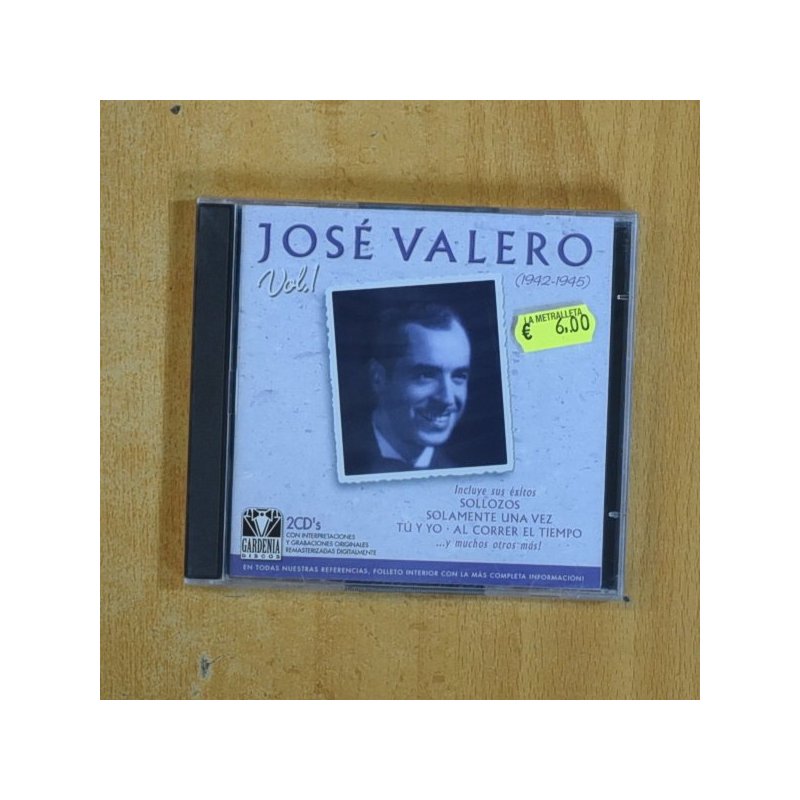 JOSÉ VALERO
Vol.1
(1942-1945)
LA METRALLETA
€ 6.00
Incluye sus éxitos
SOLLOZOS
SOLAMENTE UNA VEZ
TÚ Y YO · AL CORRER EL TIEMPO
...y muchos otros más!
GARDENIA
DISCOS
2CD's
CON INTERPRETACIONES
Y GRABACIONES ORIGINALES
REMASTERIZADAS DIGITALMENTE
EN TODAS NUESTRAS REFERENCIAS, FOLLETO INTERIOR CON LA MÁS COMPLETA INFORMACIÓN!